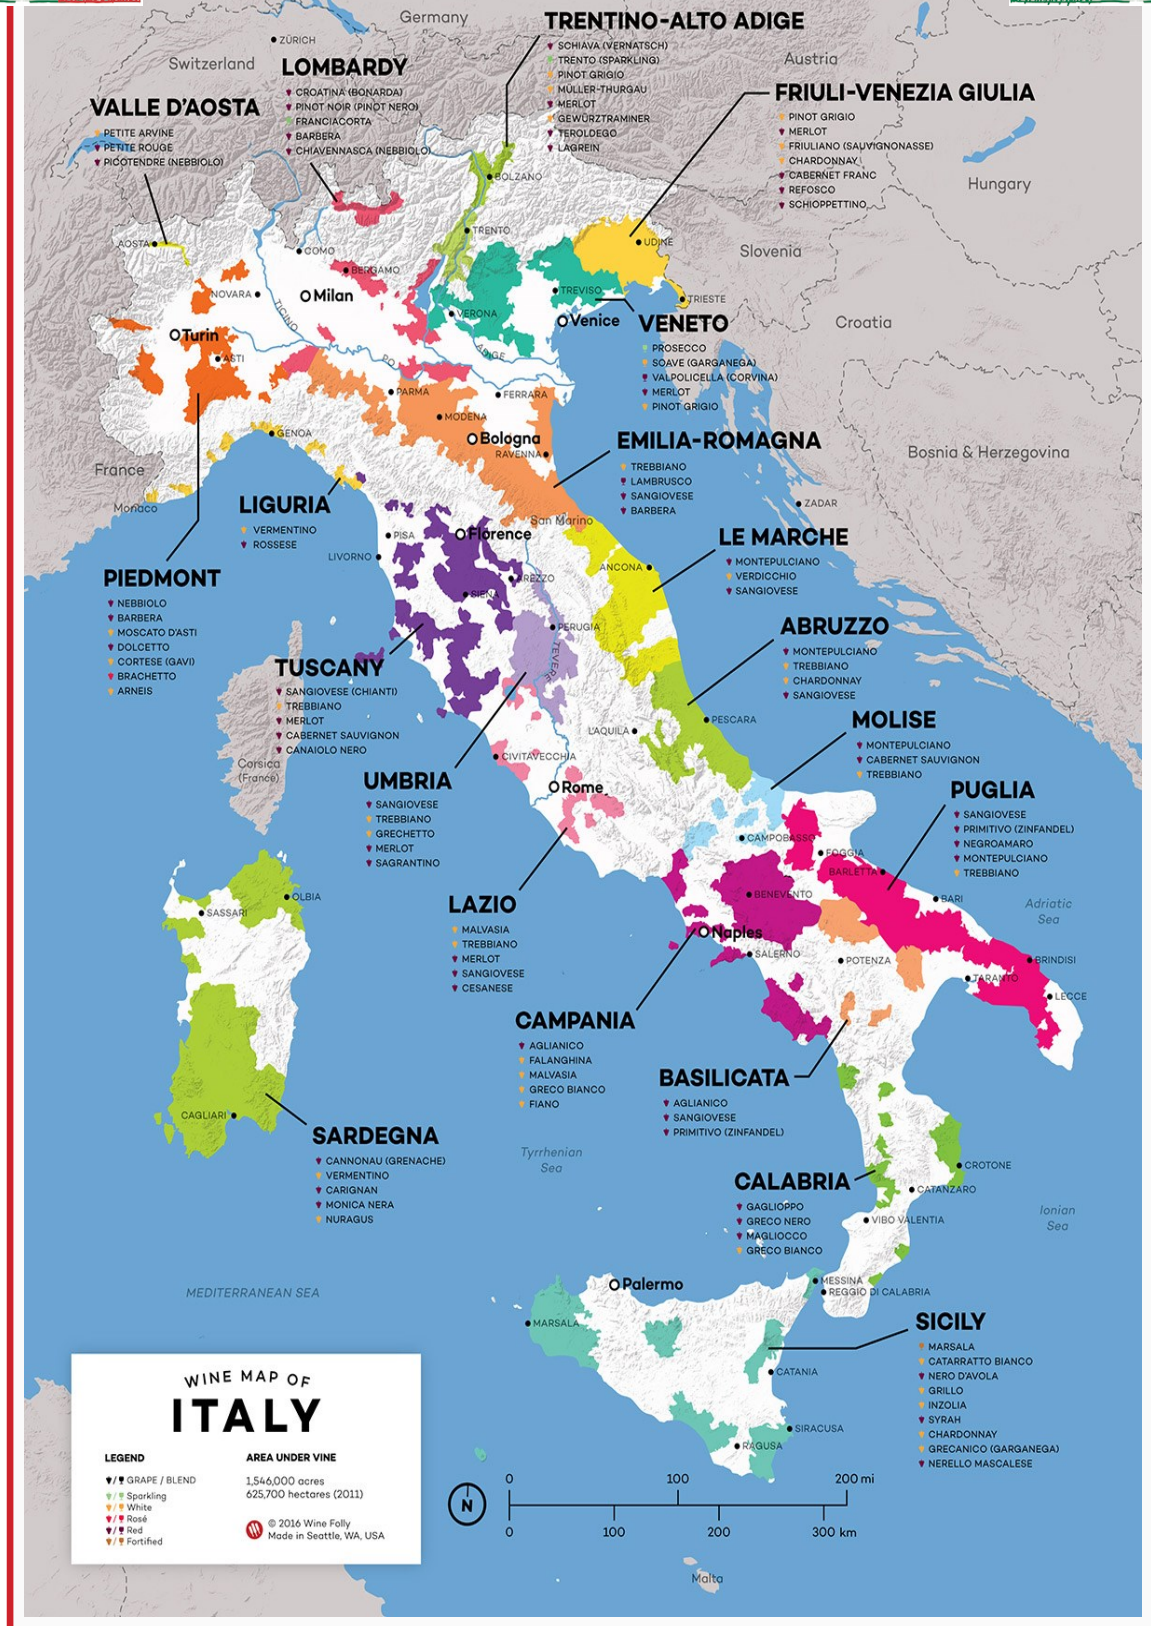 Germany
TRENTINO-ALTO ADIGE
SCHIAVA (VERNATSCH)
TRENTO (SPARKLING)
PINOT GRIGIO
MÜLLER-THURGAU
MERLOT
GEWÜRZTRAMINER
TEROLDEGO
LAGREIN
ZÜRICH
Switzerland
Austria
LOMBARDY
CROATINA (BONARDA)
PINOT NOIR (PINOT NERO)
FRANCIACORTA
BARBERA
CHIAVENNASCA (NEBBIOLO)
VALLE D'AOSTA
PETITE ARVINE
PETITE ROUGE
PICOTENDRE (NEBBIOLO)
FRIULI-VENEZIA GIULIA
PINOT GRIGIO
MERLOT
FRIULIANO (SAUVIGNONASSE)
CHARDONNAY
CABERNET FRANC
REFOSCO
SCHIOPPETTINO
Hungary
BOLZANO
TRENTO
UDINE
Slovenia
AOSTA
COMO
BERGAMO
NOVARA
Milan
TICINO
TREVISO
TRIESTE
VERONA
Venice
Croatia
Turin
ASTI
PO
ADIGE
VENETO
PROSECCO
SOAVE (GARGANEGA)
VALPOLICELLA (CORVINA)
MERLOT
PINOT GRIGIO
PARMA
FERRARA
MODENA
Bologna
RAVENNA
GENOA
EMILIA-ROMAGNA
TREBBIANO
LAMBRUSCO
SANGIOVESE
BARBERA
Bosnia & Herzegovina
France
Monaco
ZADAR
LIGURIA
VERMENTINO
ROSSESE
San Marino
PISA
Florence
LIVORNO
LE MARCHE
MONTEPULCIANO
VERDICCHIO
SANGIOVESE
ANCONA
AREZZO
SIENA
PERUGIA
TEVERE
PIEDMONT
NEBBIOLO
BARBERA
MOSCATO D'ASTI
DOLCETTO
CORTESE (GAVI)
BRACHETTO
ARNEIS
ABRUZZO
MONTEPULCIANO
TREBBIANO
CHARDONNAY
SANGIOVESE
TUSCANY
SANGIOVESE (CHIANTI)
TREBBIANO
MERLOT
CABERNET SAUVIGNON
CANAIOLO NERO
Corsica
(France)
PESCARA
L'AQUILA
MOLISE
MONTEPULCIANO
CABERNET SAUVIGNON
TREBBIANO
CIVITAVECCHIA
Rome
UMBRIA
SANGIOVESE
TREBBIANO
GRECHETTO
MERLOT
SAGRANTINO
PUGLIA
SANGIOVESE
PRIMITIVO (ZINFANDEL)
NEGROAMARO
MONTEPULCIANO
TREBBIANO
CAMPOBASSO
FOGGIA
BARLETTA
BARI
Adriatic
Sea
OLBIA
SASSARI
BENEVENTO
LAZIO
MALVASIA
TREBBIANO
MERLOT
SANGIOVESE
CESANESE
Naples
SALERNO
POTENZA
BRINDISI
TARANTO
LECCE
CAMPANIA
AGLIANICO
FALANGHINA
MALVASIA
GRECO BIANCO
FIANO
BASILICATA
AGLIANICO
SANGIOVESE
PRIMITIVO (ZINFANDEL)
CAGLIARI
SARDEGNA
CANNONAU (GRENACHE)
VERMENTINO
CARIGNAN
MONICA NERA
NURAGUS
Tyrrhenian
Sea
CALABRIA
GAGLIOPPO
GRECO NERO
MAGLIOCCO
GRECO BIANCO
CROTONE
CATANZARO
VIBO VALENTIA
Ionian
Sea
MEDITERRANEAN SEA
Palermo
MESSINA
REGGIO DI CALABRIA
MARSALA
CATANIA
SIRACUSA
RAGUSA
SICILY
MARSALA
CATARRATTO BIANCO
NERO D'AVOLA
GRILLO
INZOLIA
SYRAH
CHARDONNAY
GRECANICO (GARGANEGA)
NERELLO MASCALESE
WINE MAP OF
ITALY
LEGEND
GRAPE / BLEND
Sparkling
White
Rosé
Red
Fortified
AREA UNDER VINE
1,546,000 acres
625,700 hectares (2011)
© 2016 Wine Folly
Made in Seattle, WA, USA
N
0 100 200 mi
0 100 200 300 km
Malta